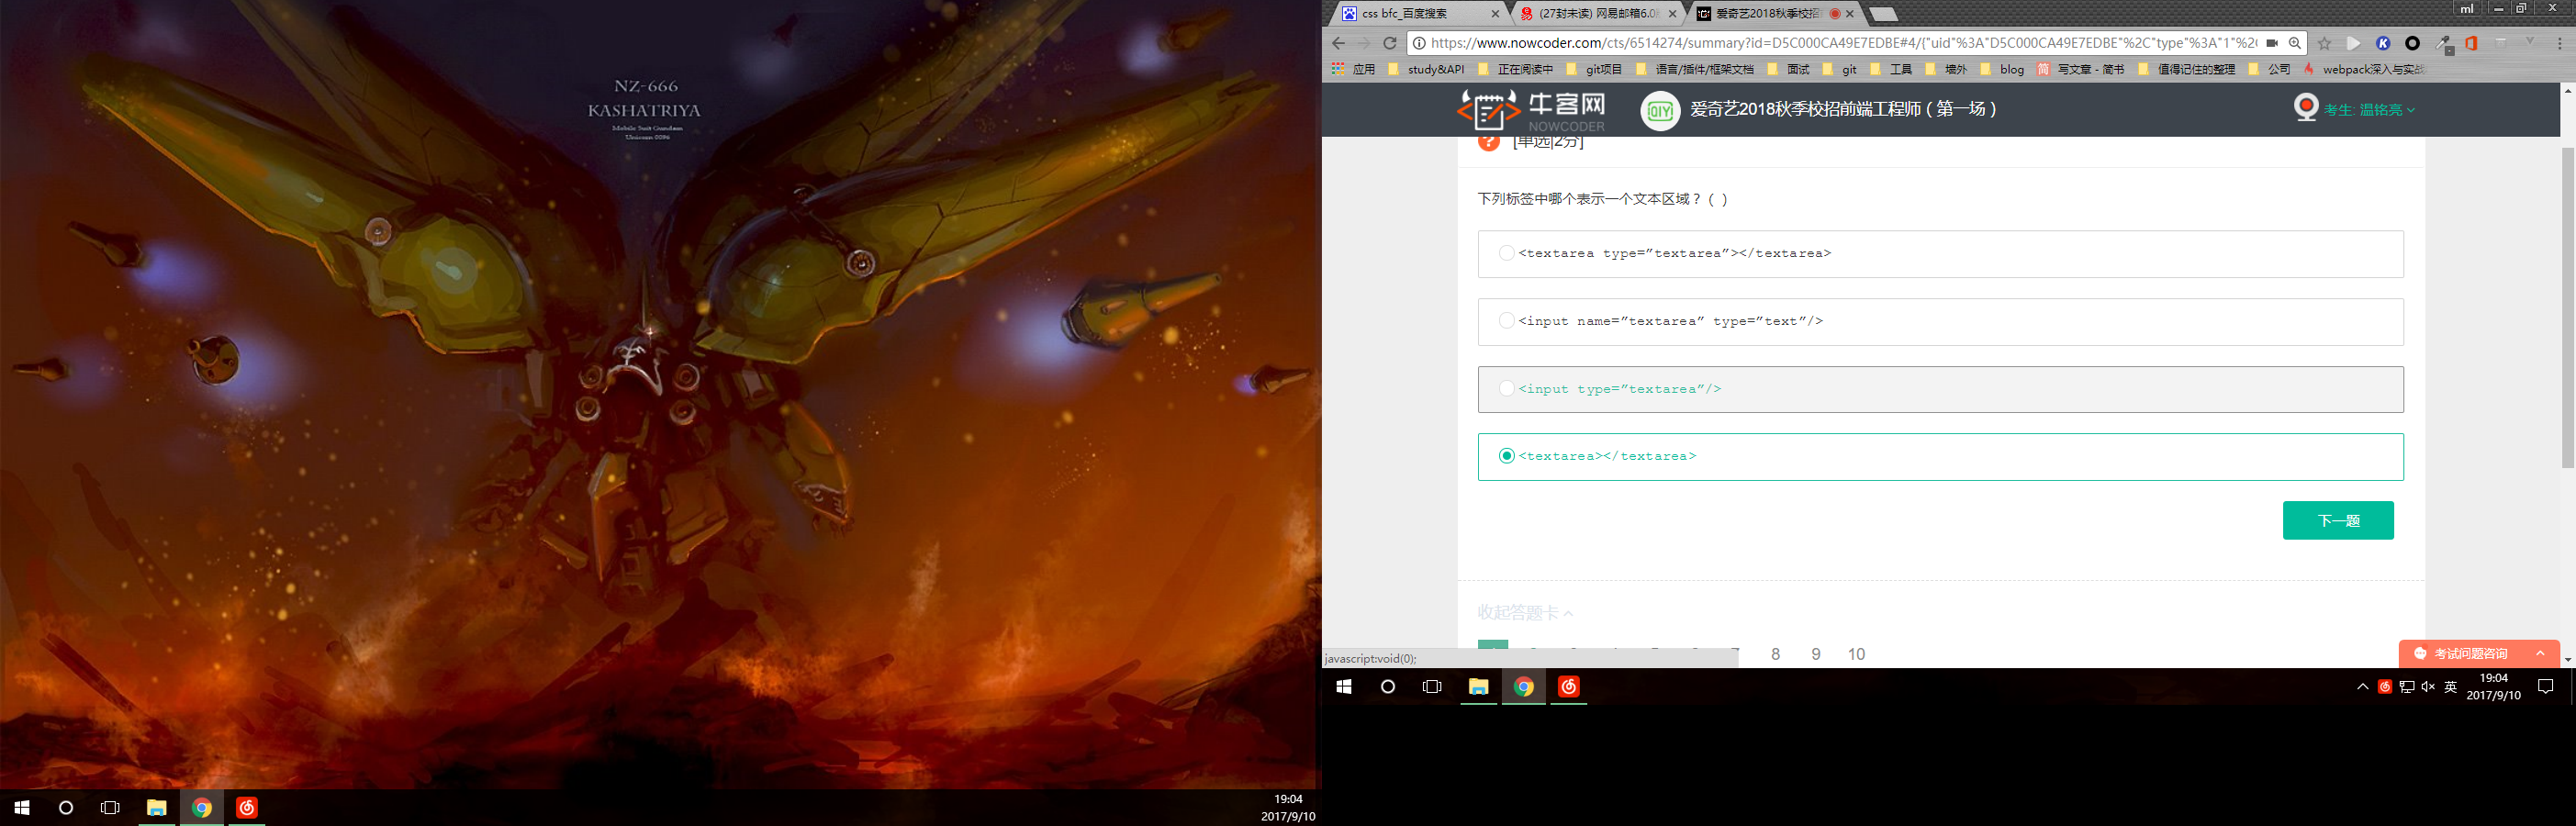 NZ-666
KASHATRIYA
Mobile Suit Gundam
Unicorn 0096
19:04
2017/9/10
css bfc_百度搜索
(27封未读) 网易邮箱6.0
爱奇艺2018秋季校招
ml
https://www.nowcoder.com/cts/6514274/summary?id=D5C000CA49E7EDBE#4/{"uid"%3A"D5C000CA49E7EDBE"%2C"type"%3A"1"%2
应用
study&API
正在阅读中
git项目
语言/插件/框架文档
面试
git
工具
墙外
blog
简 写文章 - 简书
值得记住的整理
公司
webpack深入与实战
牛客网
NOWCODER
QIY
爱奇艺2018秋季校招前端工程师（第一场）
考生: 温铭亮
? [单选|2分]
下列标签中哪个表示一个文本区域？（ ）
<textarea type=”textarea”></textarea>
<input name=”textarea” type=”text”/>
<input type=”textarea”/>
<textarea></textarea>
下一题
收起答题卡
8 9 10
javascript:void(0);
考试问题咨询
英
19:04
2017/9/10